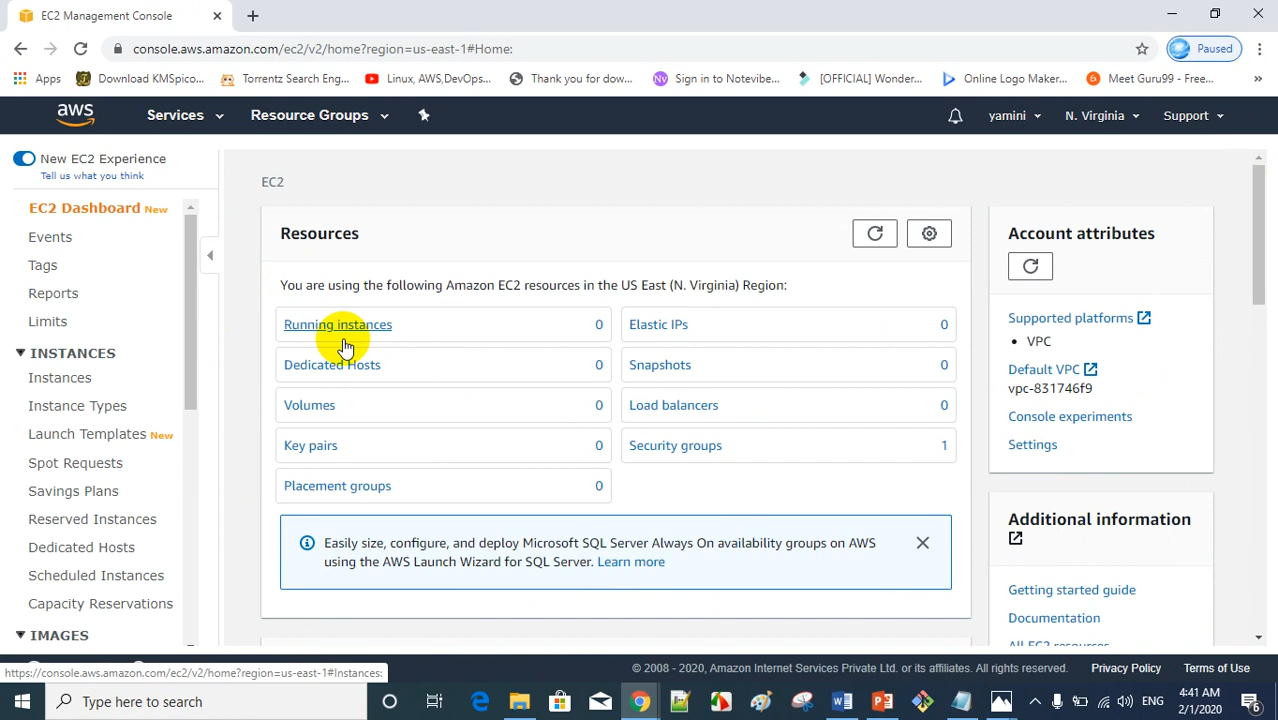 EC2 Management Console
console.aws.amazon.com/ec2/v2/home?region=us-east-1#Home:
Paused
Apps
Download KMSpico...
Torrentz Search Eng...
Linux, AWS,DevOps...
Thank you for dow...
Nv
Sign in to Notevibe...
[OFFICIAL] Wonder...
Online Logo Maker...
Meet Guru99 - Free...
»
aws
Services
Resource Groups
yamini
N. Virginia
Support
New EC2 Experience
Tell us what you think
EC2 Dashboard New
Events
Tags
Reports
Limits
INSTANCES
Instances
Instance Types
Launch Templates New
Spot Requests
Savings Plans
Reserved Instances
Dedicated Hosts
Scheduled Instances
Capacity Reservations
IMAGES
EC2
Resources
You are using the following Amazon EC2 resources in the US East (N. Virginia) Region:
Running instances 0
Elastic IPs 0
Dedicated Hosts 0
Snapshots 0
Volumes 0
Load balancers 0
Key pairs 0
Security groups 1
Placement groups 0
Easily size, configure, and deploy Microsoft SQL Server Always On availability groups on AWS
using the AWS Launch Wizard for SQL Server. Learn more
Account attributes
Supported platforms
• VPC
Default VPC
vpc-831746f9
Console experiments
Settings
Additional information
Getting started guide
Documentation
All EC2 resources
https://console.aws.amazon.com/ec2/v2/home?region=us-east-1#Instances:
© 2008 - 2020, Amazon Internet Services Private Ltd. or its affiliates. All rights reserved.
Privacy Policy
Terms of Use
Type here to search
ENG
4:41 AM
2/1/2020
6